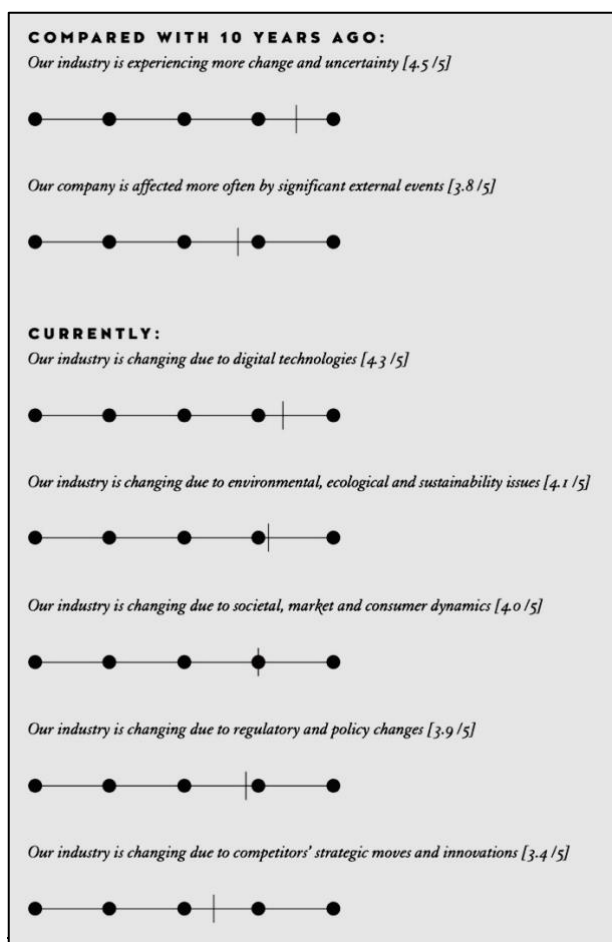 COMPARED WITH 10 YEARS AGO:
Our industry is experiencing more change and uncertainty [4.5 /5]
Our company is affected more often by significant external events [3.8 /5]
CURRENTLY:
Our industry is changing due to digital technologies [4.3 /5]
Our industry is changing due to environmental, ecological and sustainability issues [4.1 /5]
Our industry is changing due to societal, market and consumer dynamics [4.0 /5]
Our industry is changing due to regulatory and policy changes [3.9 /5]
Our industry is changing due to competitors’ strategic moves and innovations [3.4 /5]